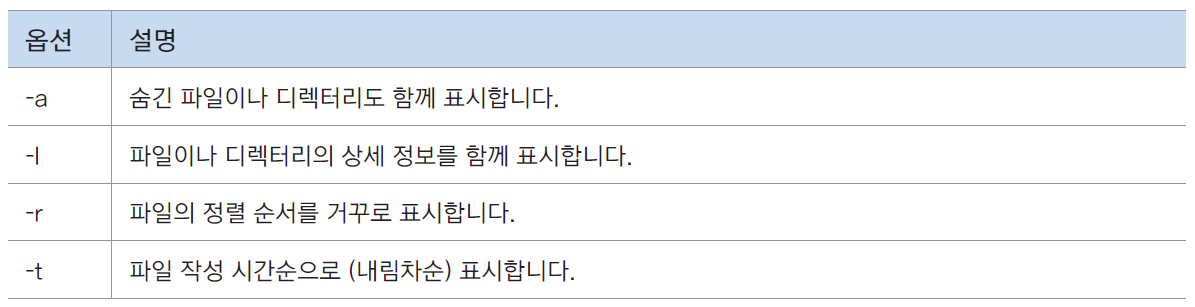 옵션 설명
-a 숨긴 파일이나 디렉터리도 함께 표시합니다.
-l 파일이나 디렉터리의 상세 정보를 함께 표시합니다.
-r 파일의 정렬 순서를 거꾸로 표시합니다.
-t 파일 작성 시간순으로 (내림차순) 표시합니다.